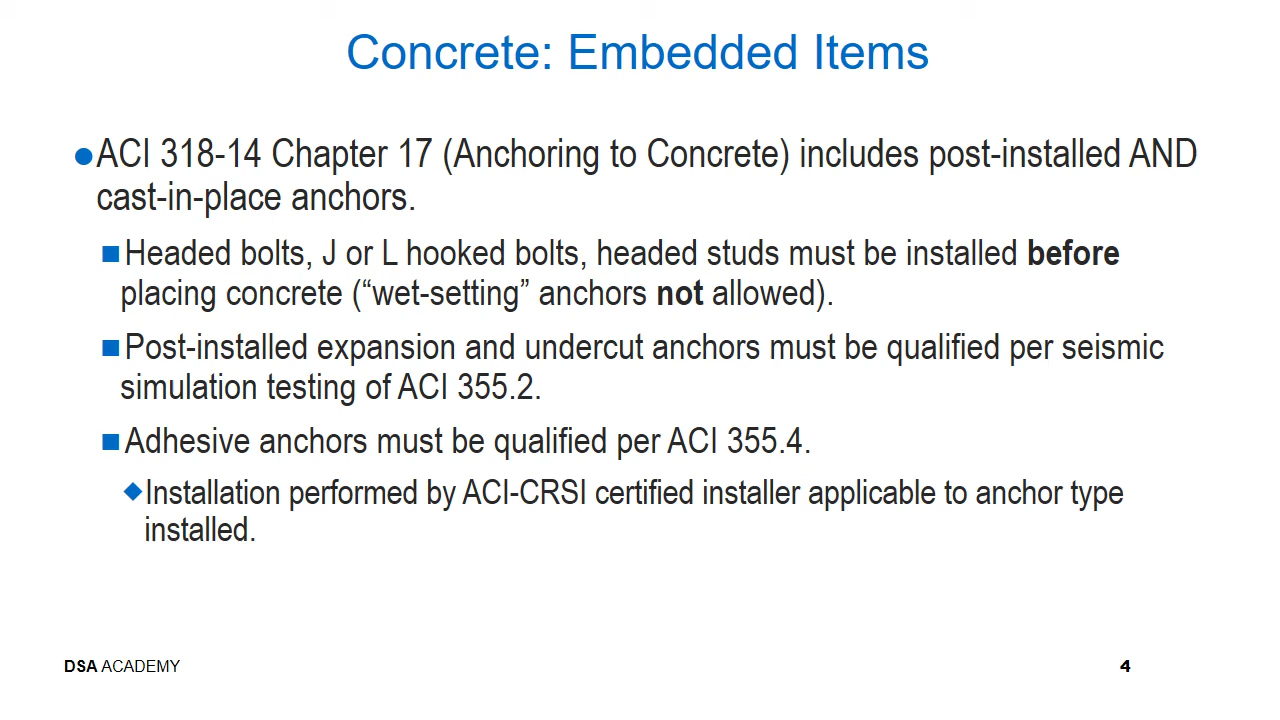 Concrete: Embedded Items
●ACI 318-14 Chapter 17 (Anchoring to Concrete) includes post-installed AND
cast-in-place anchors.
■Headed bolts, J or L hooked bolts, headed studs must be installed before
placing concrete (“wet-setting” anchors not allowed).
■Post-installed expansion and undercut anchors must be qualified per seismic
simulation testing of ACI 355.2.
■Adhesive anchors must be qualified per ACI 355.4.
◆Installation performed by ACI-CRSI certified installer applicable to anchor type
installed.
DSA ACADEMY
4